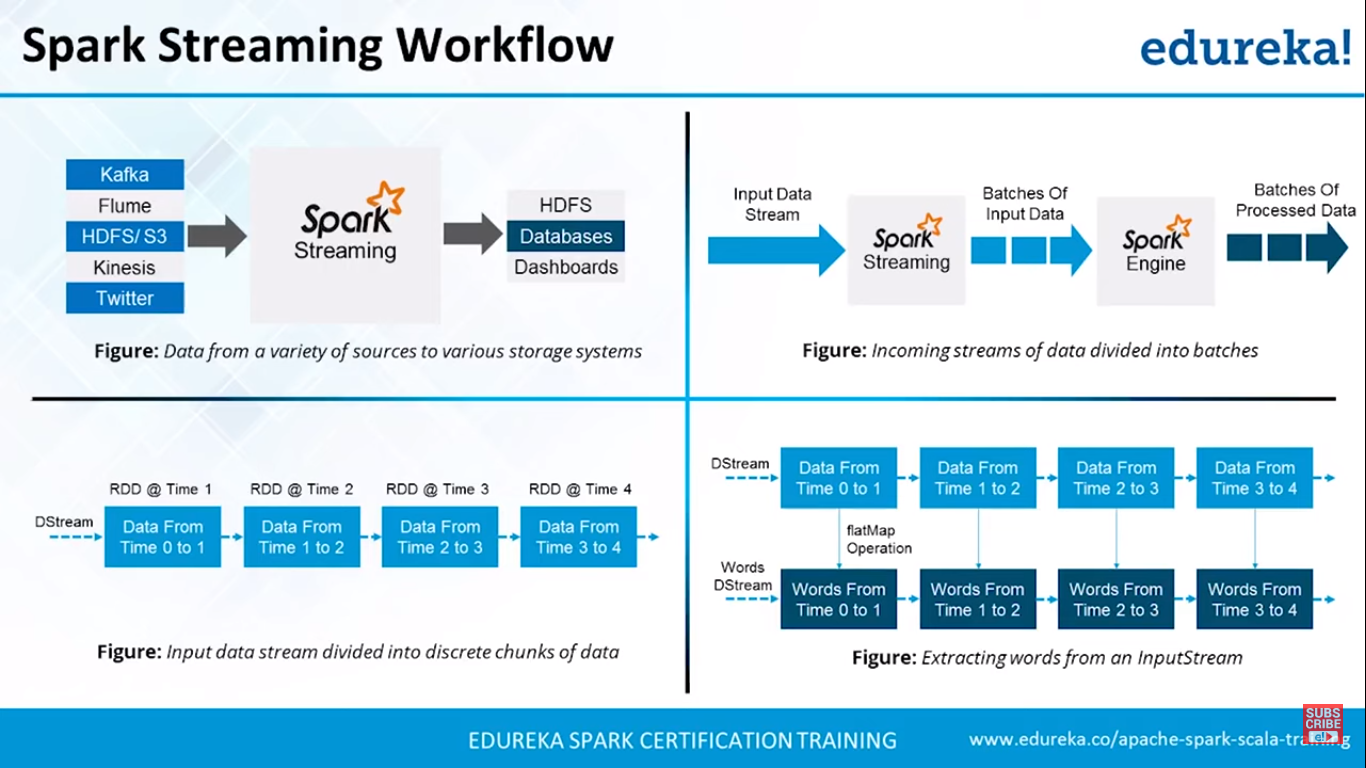 Spark Streaming Workflow
edureka!
Kafka
Flume
HDFS/ S3
Kinesis
Twitter
Spark
Streaming
HDFS
Databases
Dashboards
Figure: Data from a variety of sources to various storage systems
Input Data
Stream
Spark
Streaming
Batches Of
Input Data
Spark
Engine
Batches Of
Processed Data
Figure: Incoming streams of data divided into batches
RDD @ Time 1
RDD @ Time 2
RDD @ Time 3
RDD @ Time 4
DStream
Data From
Time 0 to 1
Data From
Time 1 to 2
Data From
Time 2 to 3
Data From
Time 3 to 4
Figure: Input data stream divided into discrete chunks of data
DStream
Data From
Time 0 to 1
Data From
Time 1 to 2
Data From
Time 2 to 3
Data From
Time 3 to 4
flatMap
Operation
Words
DStream
Words From
Time 0 to 1
Words From
Time 1 to 2
Words From
Time 2 to 3
Words From
Time 3 to 4
Figure: Extracting words from an InputStream
EDUREKA SPARK CERTIFICATION TRAINING
www.edureka.co/apache-spark-scala-training
SUBS
CRIBE
e!